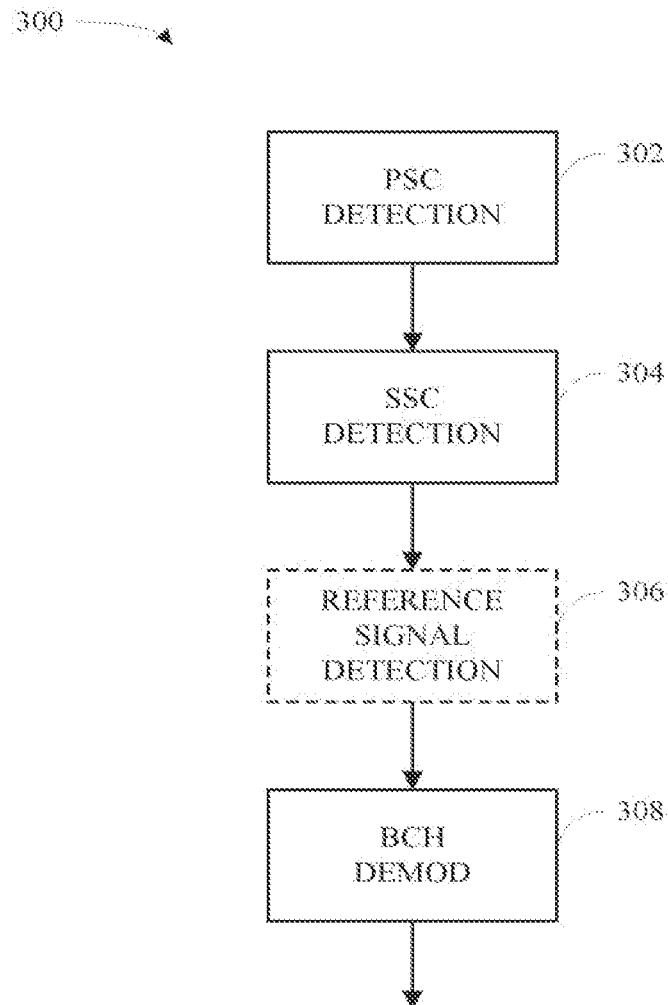 300
PSC
DETECTION
302
SSC
DETECTION
304
REFERENCE
SIGNAL
DETECTION
306
BCH
DEMOD
308